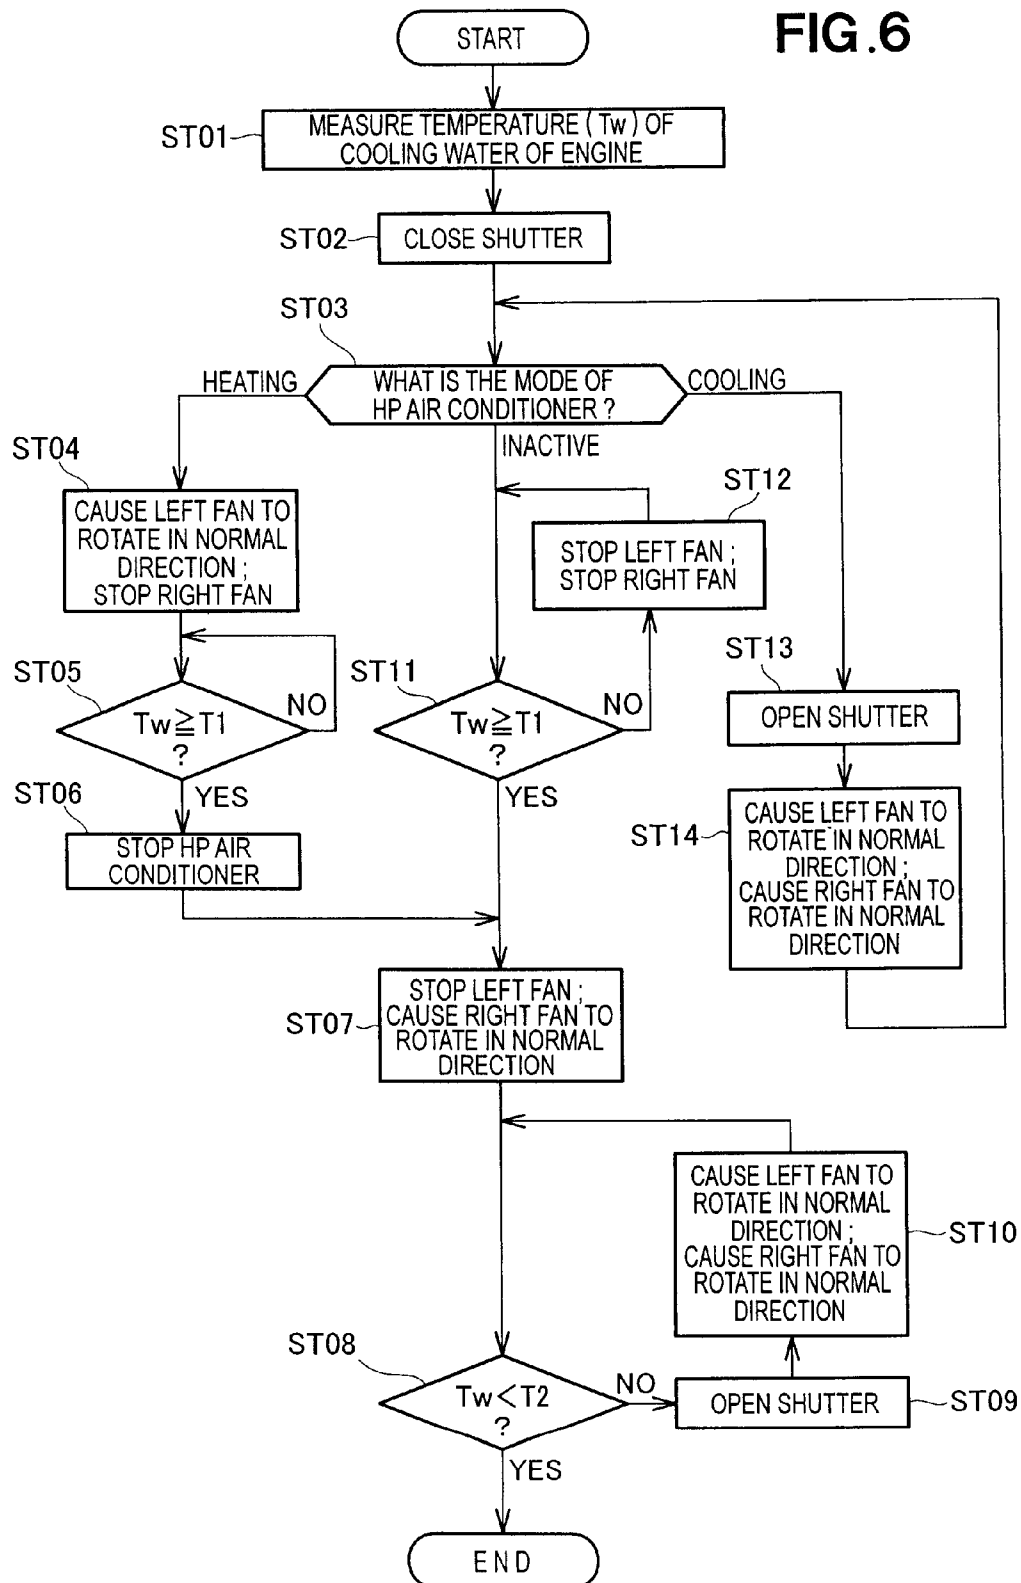 FIG.6
START
ST01
MEASURE TEMPERATURE (Tw) OF
COOLING WATER OF ENGINE
ST02
CLOSE SHUTTER
ST03
HEATING
WHAT IS THE MODE OF
HP AIR CONDITIONER ?
COOLING
INACTIVE
ST04
CAUSE LEFT FAN TO
ROTATE IN NORMAL
DIRECTION ;
STOP RIGHT FAN
ST12
STOP LEFT FAN ;
STOP RIGHT FAN
ST05
Tw≧T1
?
NO
YES
ST11
Tw≧T1
?
NO
YES
ST13
OPEN SHUTTER
ST06
STOP HP AIR
CONDITIONER
ST14
CAUSE LEFT FAN TO
ROTATE IN NORMAL
DIRECTION ;
CAUSE RIGHT FAN TO
ROTATE IN NORMAL
DIRECTION
ST07
STOP LEFT FAN ;
CAUSE RIGHT FAN TO
ROTATE IN NORMAL
DIRECTION
CAUSE LEFT FAN TO
ROTATE IN NORMAL
DIRECTION ;
CAUSE RIGHT FAN TO
ROTATE IN NORMAL
DIRECTION
ST10
ST08
Tw<T2
?
NO
OPEN SHUTTER
ST09
YES
END